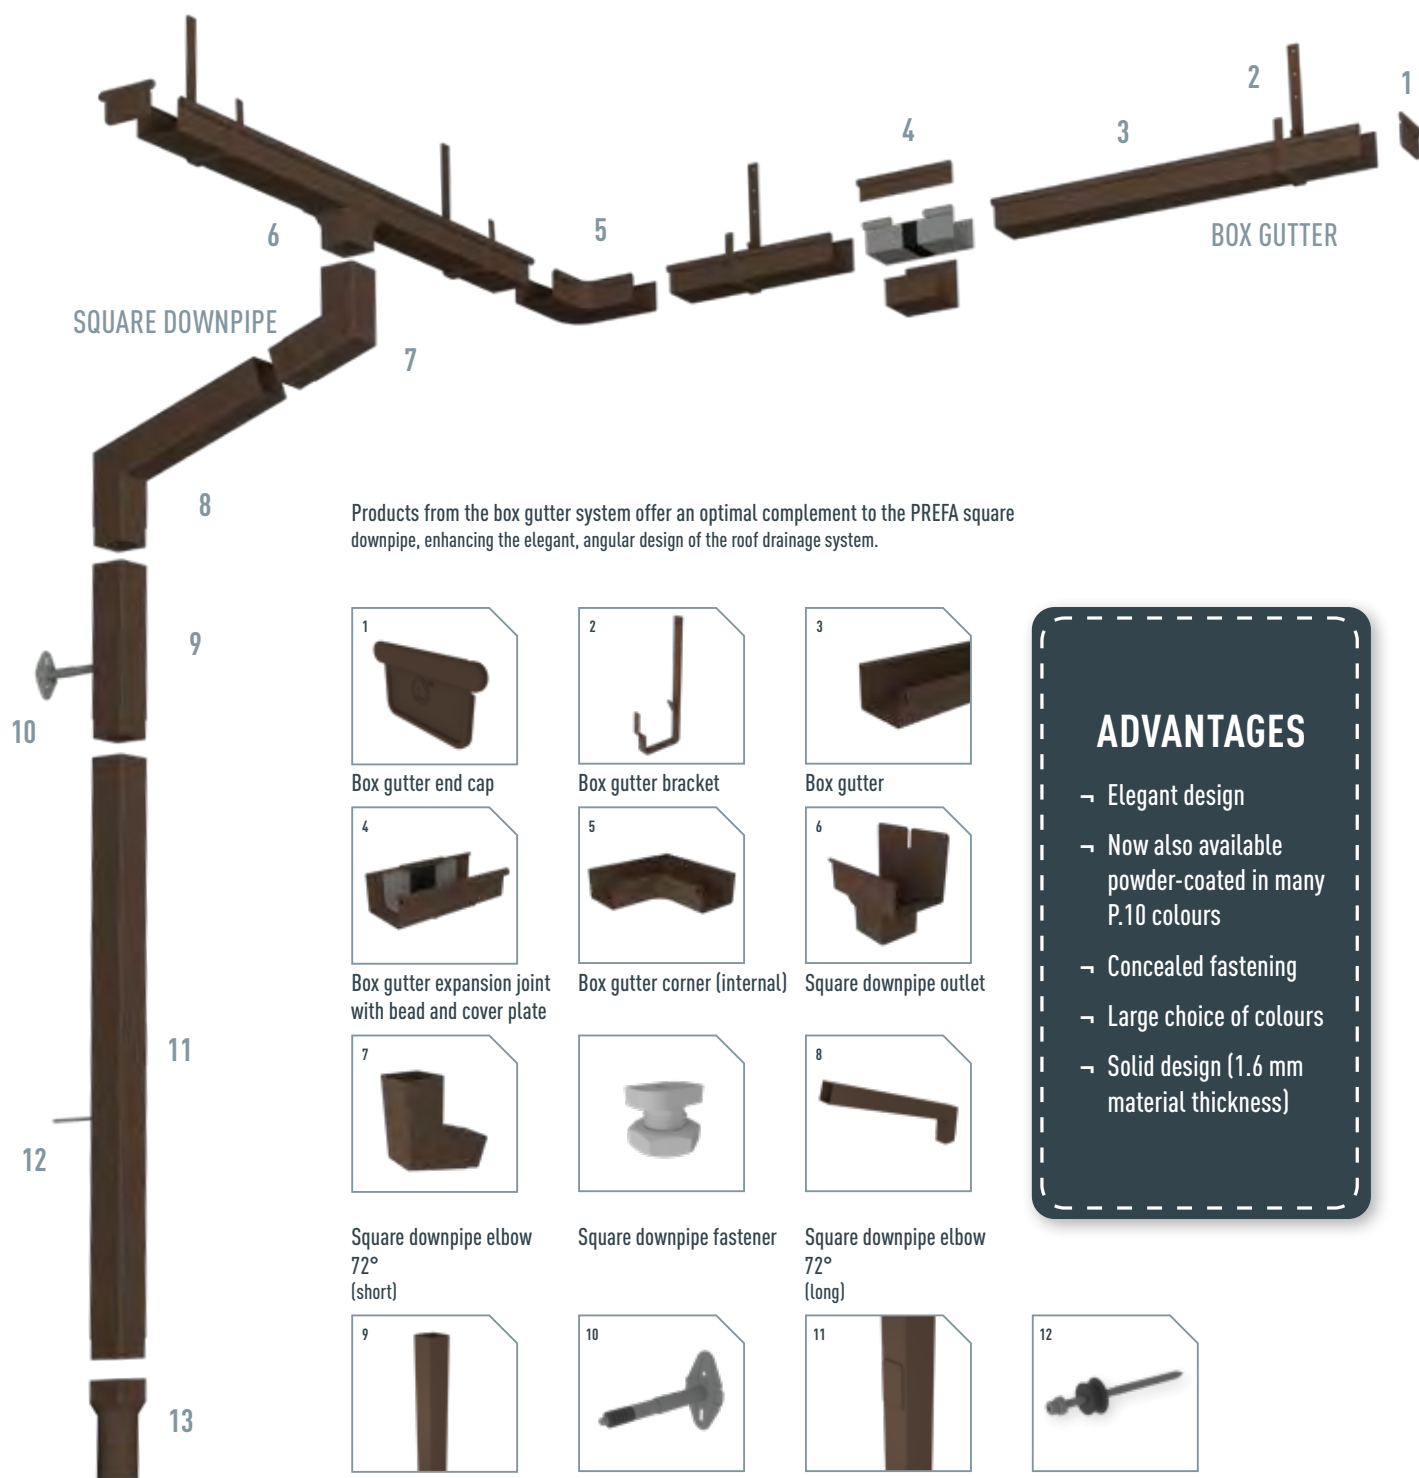 2
1
4
3
6
5
BOX GUTTER
SQUARE DOWNPIPE
7
8
Products from the box gutter system offer an optimal complement to the PREFA square
downpipe, enhancing the elegant, angular design of the roof drainage system.
9
10
11
12
13
1
2
3
Box gutter end cap
Box gutter bracket
Box gutter
4
5
6
Box gutter expansion joint
with bead and cover plate
Box gutter corner (internal)
Square downpipe outlet
7
8
Square downpipe elbow
72°
(short)
Square downpipe fastener
Square downpipe elbow
72°
(long)
9
10
11
12
ADVANTAGES
¬ Elegant design
¬ Now also available
powder-coated in many
P.10 colours
¬ Concealed fastening
¬ Large choice of colours
¬ Solid design (1.6 mm
material thickness)